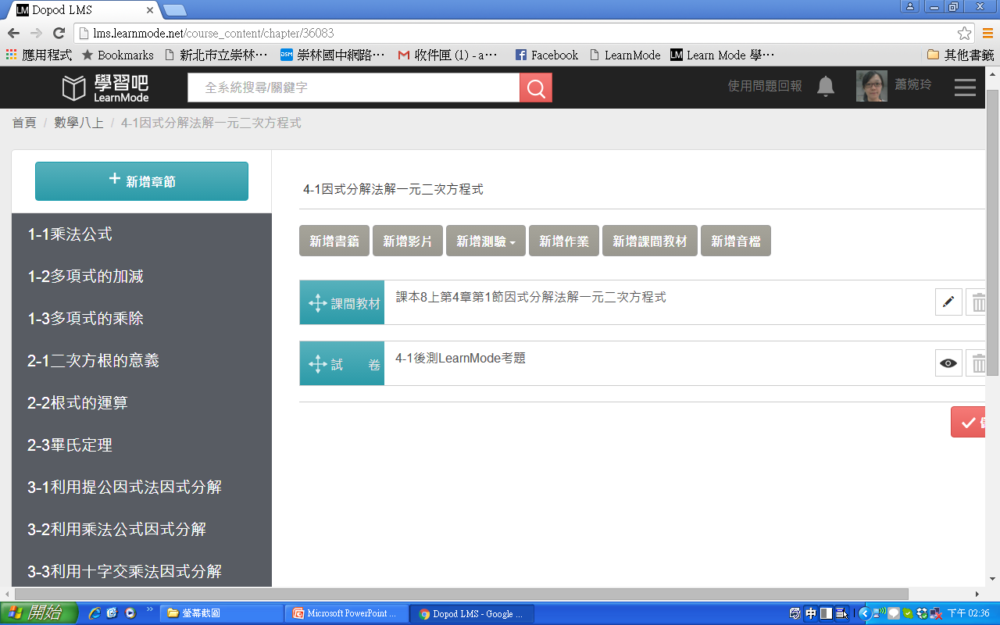 LM Dopod LMS
lms.learnmode.net/course_content/chapter/36083
應用程式 Bookmarks 新北市立崇林… DSM 崇林國中網路… 收件匣 (1) - a… Facebook LearnMode LM Learn Mode 學… 其他書籤
學習吧
LearnMode
全系統搜尋/關鍵字
使用問題回報
蕭婉玲
首頁 / 數學八上 / 4-1因式分解法解一元二次方程式
+ 新增章節
1-1乘法公式
1-2多項式的加減
1-3多項式的乘除
2-1二次方根的意義
2-2根式的運算
2-3畢氏定理
3-1利用提公因式法因式分解
3-2利用乘法公式因式分解
3-3利用十字交乘法因式分解
4-1因式分解法解一元二次方程式
新增書籍 新增影片 新增測驗 新增作業 新增課間教材 新增音檔
課間教材 課本8上第4章第1節因式分解法解一元二次方程式
試 卷 4-1後測LearnMode考題
開始 螢幕截圖 Microsoft PowerPoint ... Dopod LMS - Google ... 中 下午 02:36